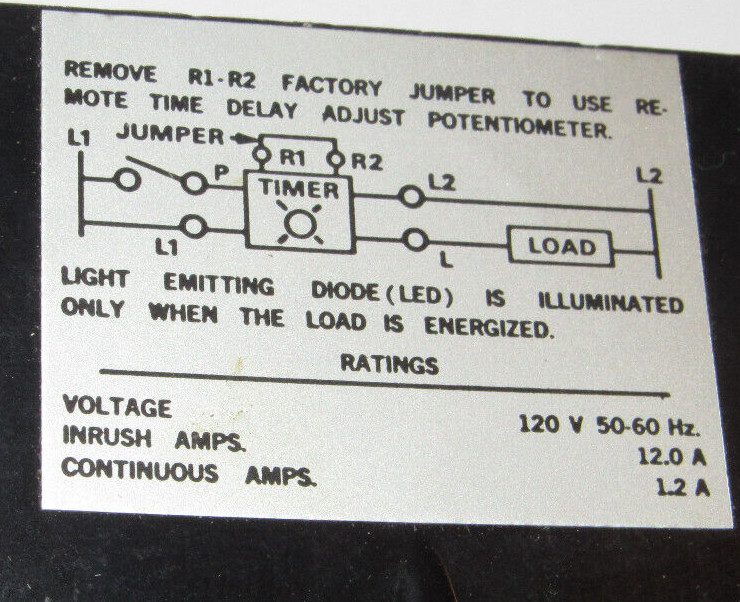 REMOVE R1-R2 FACTORY JUMPER TO USE RE-
MOTE TIME DELAY ADJUST POTENTIOMETER.
L1 JUMPER R1 R2
P TIMER L2 L2
L1 L LOAD
LIGHT EMITTING DIODE (LED) IS ILLUMINATED
ONLY WHEN THE LOAD IS ENERGIZED.
RATINGS
VOLTAGE 120 V 50-60 Hz.
INRUSH AMPS. 12.0 A
CONTINUOUS AMPS. 1.2 A